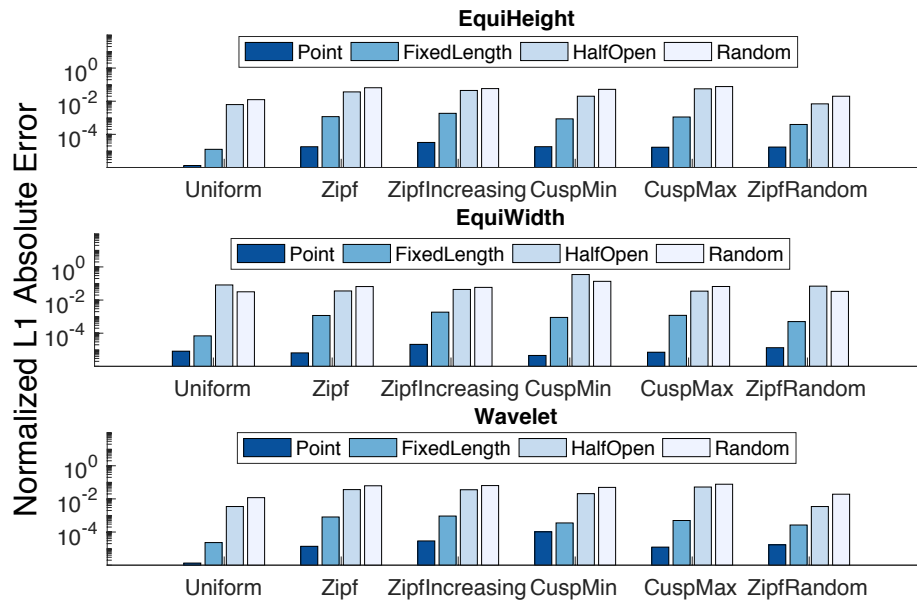 Normalized L1 Absolute Error
EquiHeight
Point FixedLength HalfOpen Random
10^0
10^-2
10^-4
Uniform Zipf ZipfIncreasing CuspMin CuspMax ZipfRandom
EquiWidth
Point FixedLength HalfOpen Random
10^0
10^-2
10^-4
Uniform Zipf ZipfIncreasing CuspMin CuspMax ZipfRandom
Wavelet
Point FixedLength HalfOpen Random
10^0
10^-2
10^-4
Uniform Zipf ZipfIncreasing CuspMin CuspMax ZipfRandom